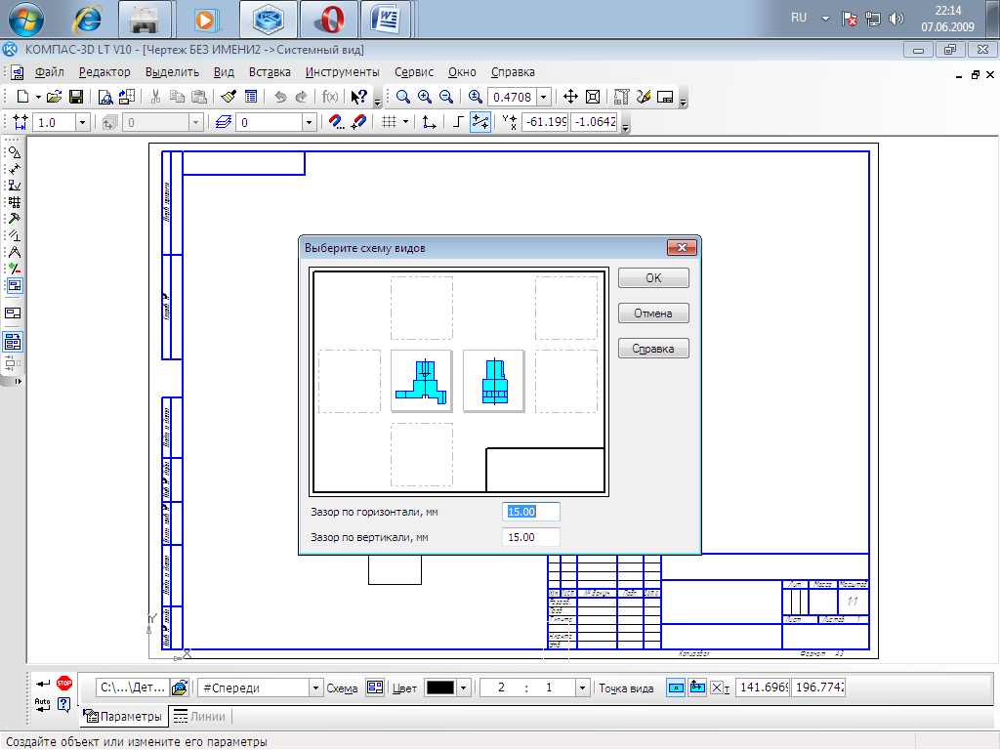 RU
22:14
07.06.2009
КОМПАС-3D LT V10 - [Чертеж БЕЗ ИМЕНИ2 ->Системный вид]
Файл Редактор Выделить Вид Вставка Инструменты Сервис Окно Справка
f(x) 0.4708
1.0 0 0 -61.199 -1.0642
Выберите схему видов
OK
Отмена
Справка
Зазор по горизонтали, мм 15.00
Зазор по вертикали, мм 15.00
Лит. Масса Масштаб
№ докум. Подп. Дата
Разраб.
Пров.
Т.контр.
Лист Листов 1
Н.контр.
Утв.
Копировал Формат A3
Y
X
STOP
C:\...\Дет... #Спереди Схема Цвет 2 : 1 Точка вида 141.696 196.774
Auto
Параметры Линии
Создайте объект или измените его параметры